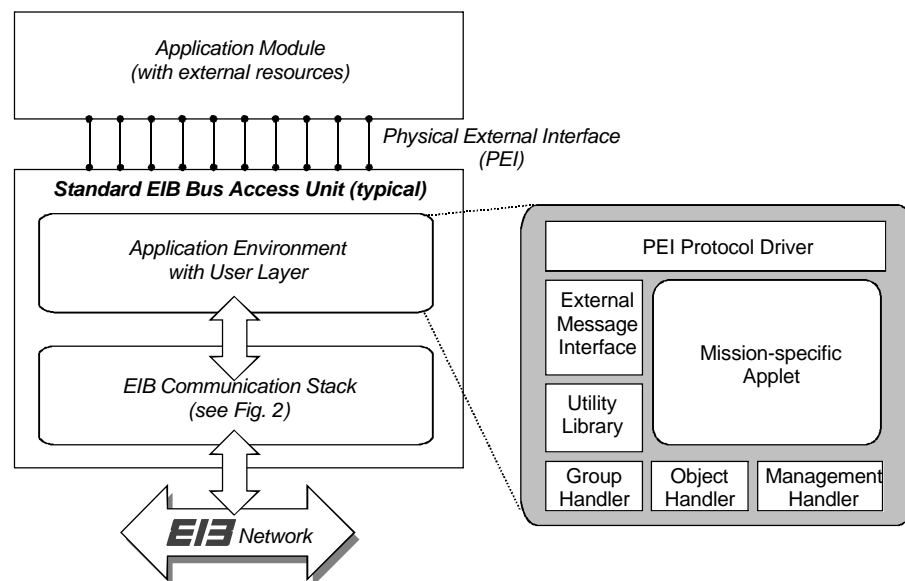 Application Module
(with external resources)
Physical External Interface
(PEI)
Standard EIB Bus Access Unit (typical)
Application Environment
with User Layer
EIB Communication Stack
(see Fig. 2)
EIB Network
PEI Protocol Driver
External
Message
Interface
Mission-specific
Applet
Utility
Library
Group
Handler
Object
Handler
Management
Handler